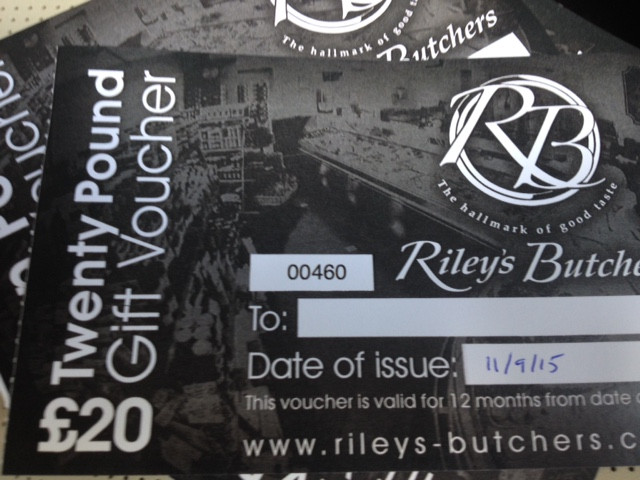 The hallmark of good
Butchers
Twenty Pound
Gift Voucher
£20
RB
The hallmark of good taste
Riley's Butche
00460
To:
Date of issue: 11/9/15
This voucher is valid for 12 months from date
www.rileys-butchers.c